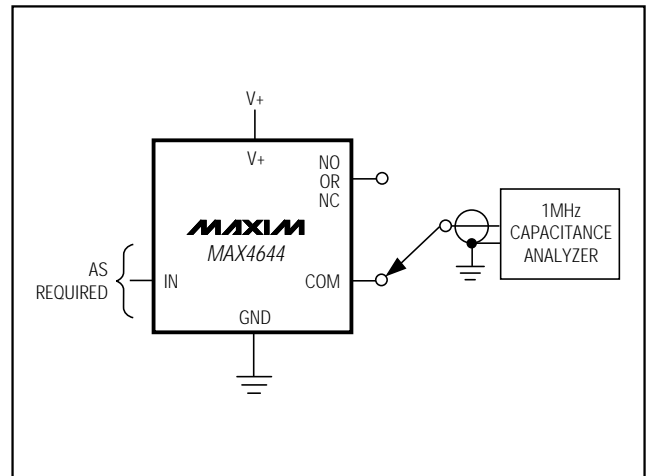 V+
V+
NO
OR
NC
MAXIM
MAX4644
1MHz
CAPACITANCE
ANALYZER
AS
REQUIRED
IN
COM
GND